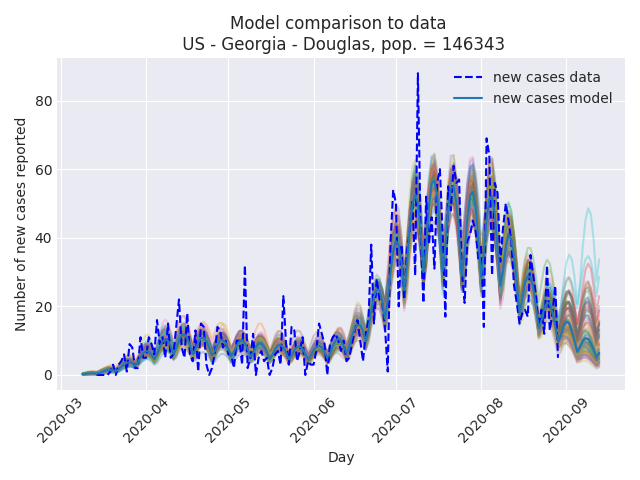 Model comparison to data
US - Georgia - Douglas, pop. = 146343
new cases data
new cases model
Number of new cases reported
80
60
40
20
0
2020-03
2020-04
2020-05
2020-06
2020-07
2020-08
2020-09
Day